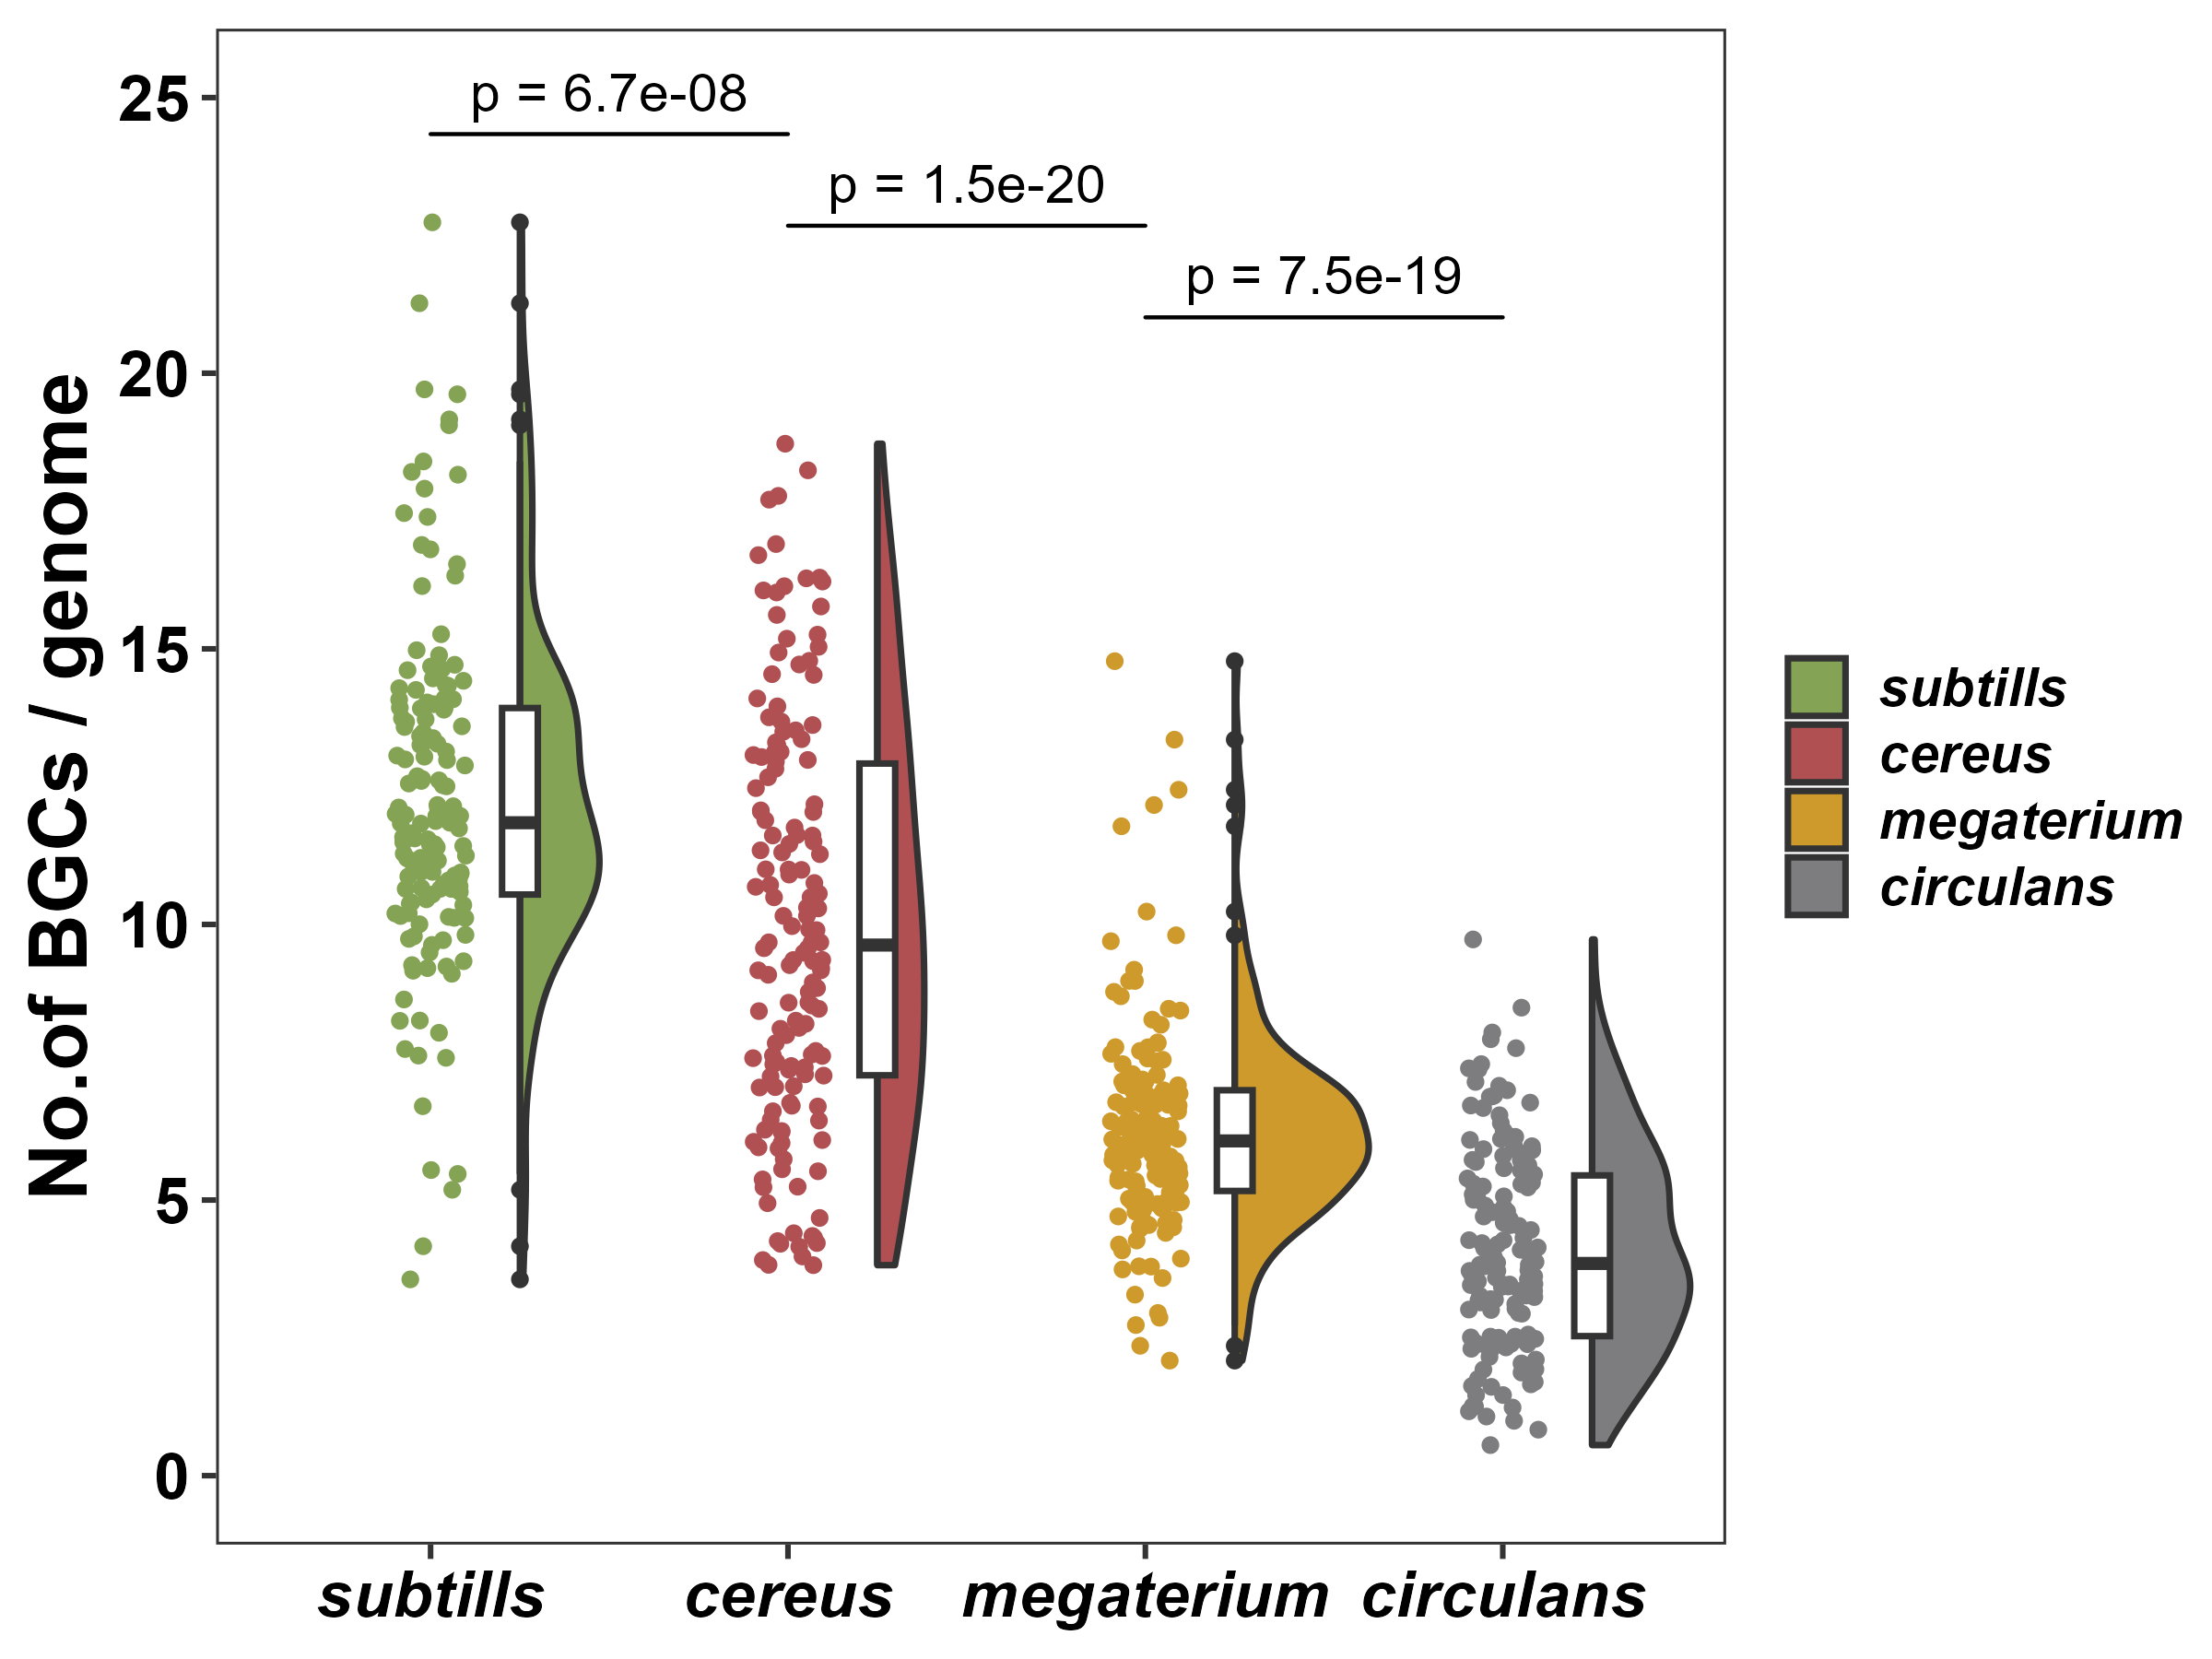 p = 6.7e-08
p = 1.5e-20
p = 7.5e-19
No.of BGCs / genome
25
20
15
10
5
0
subtills
cereus
megaterium
circulans
subtills
cereus
megaterium
circulans